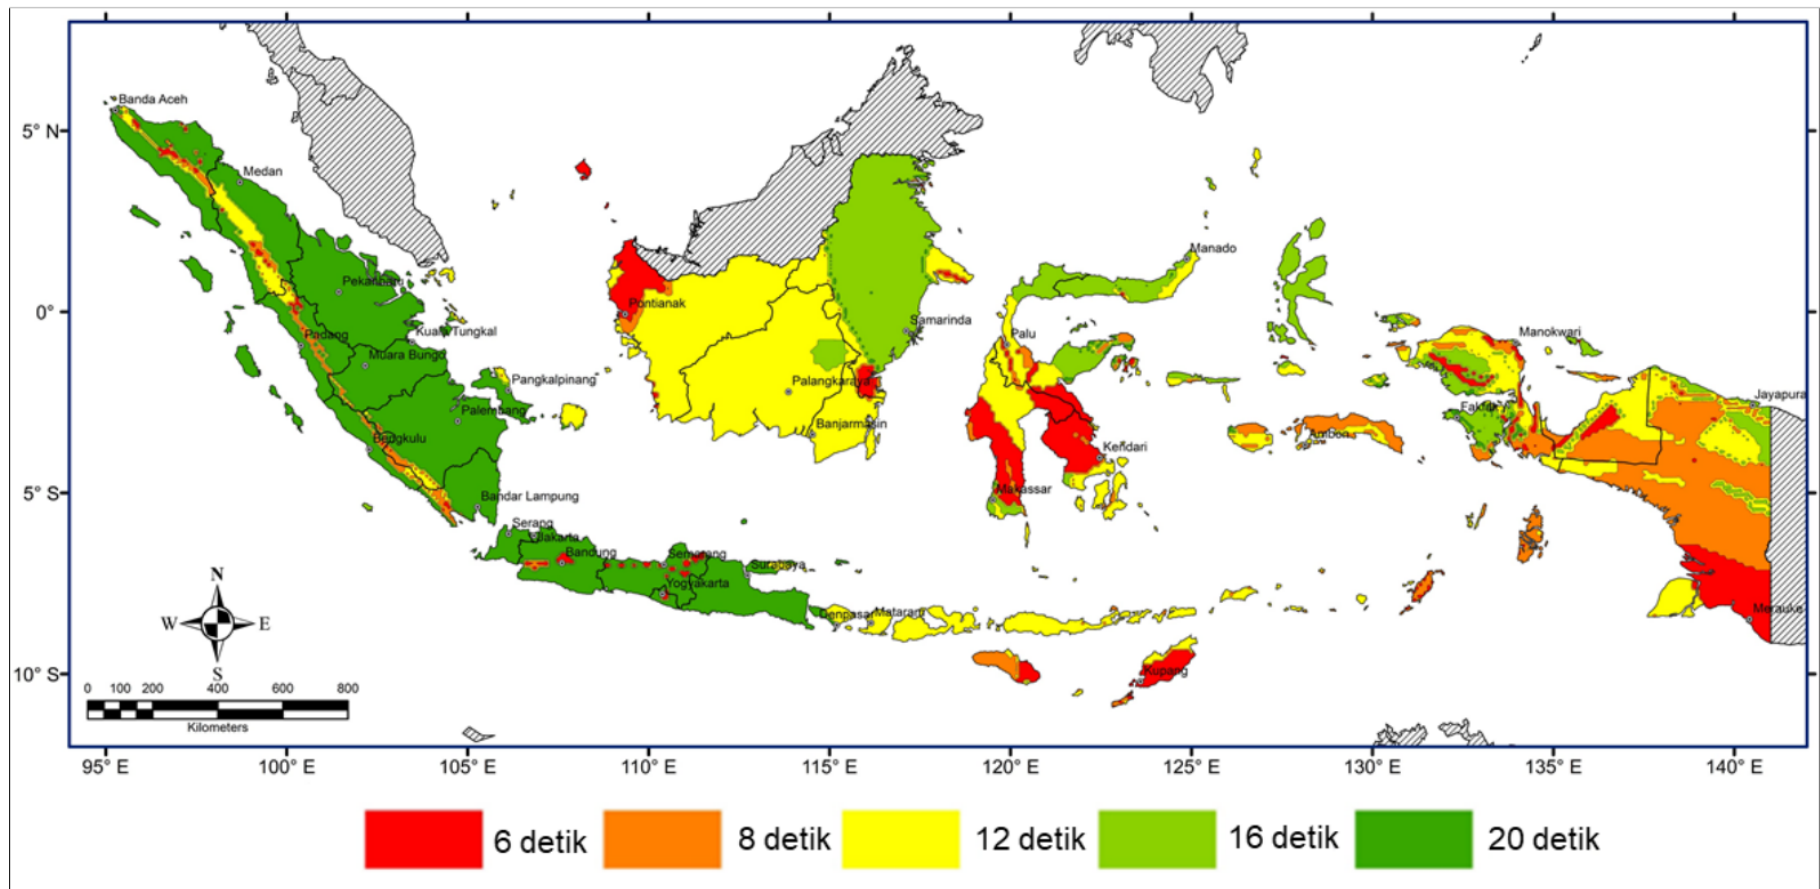 Banda Aceh
5° N
Medan
Manado
Pekanbaru
0°
Pontianak
Padang
Kuala Tungkal
Samarinda
Palu
Manokwari
Muara Bungo
Pangkalpinang
Palangkaraya
Palembang
Jayapura
Fakfak
Bengkulu
Banjarmasin
Ambon
Kendari
5° S
Bandar Lampung
Makassar
Serang
Jakarta
Bandung
Semarang
Surabaya
Yogyakarta
Denpasar
Mataram
Merauke
N
W E
S
10° S
Kupang
0 100 200 400 600 800
Kilometers
95° E 100° E 105° E 110° E 115° E 120° E 125° E 130° E 135° E 140° E
6 detik 8 detik 12 detik 16 detik 20 detik